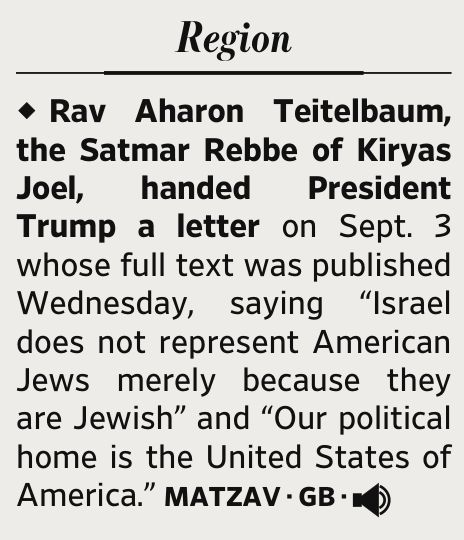 Region
◆ Rav Aharon Teitelbaum,
the Satmar Rebbe of Kiryas
Joel, handed President
Trump a letter on Sept. 3
whose full text was published
Wednesday, saying “Israel
does not represent American
Jews merely because they
are Jewish” and “Our political
home is the United States of
America.” MATZAV · GB ·